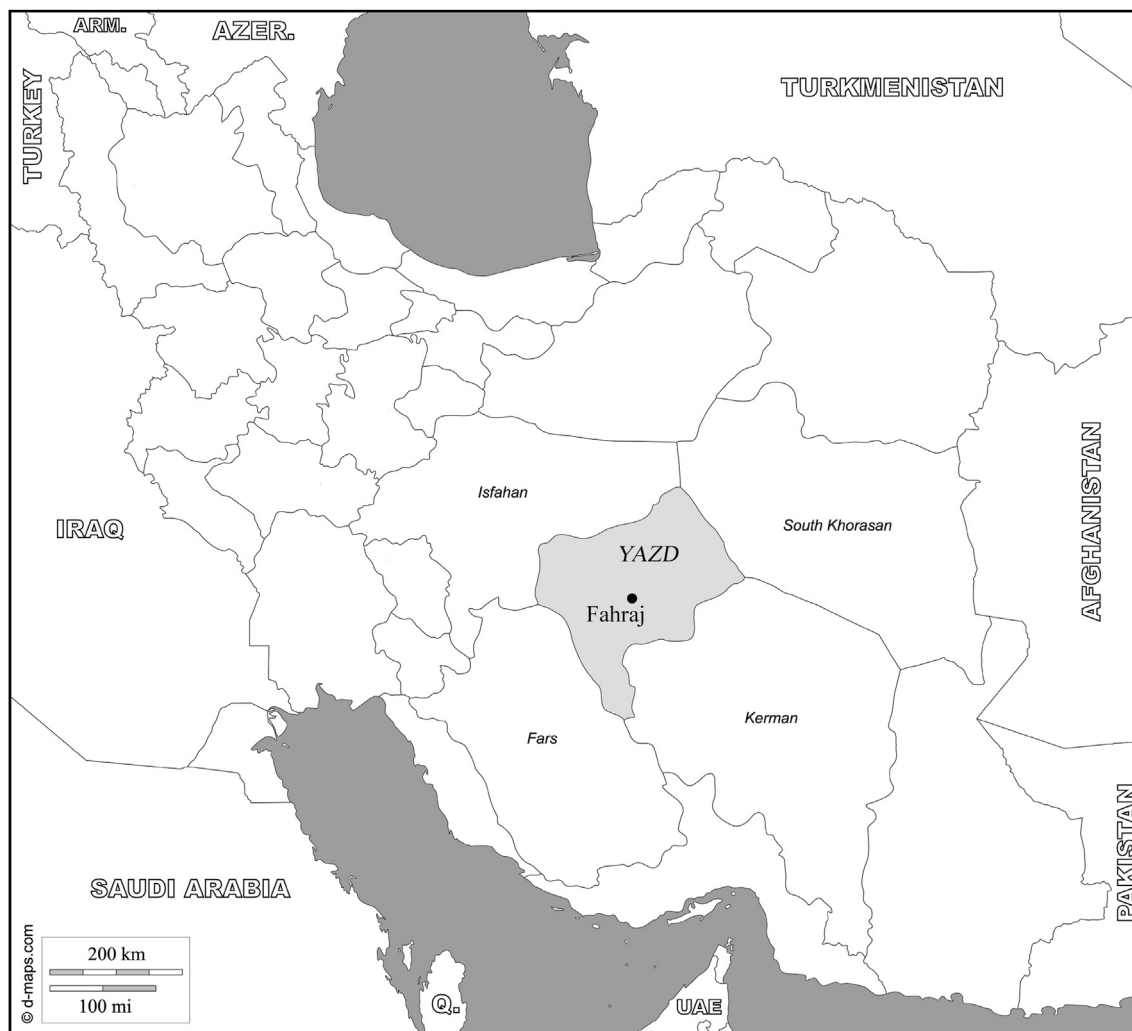 ARM.
AZER.
TURKEY
TURKMENISTAN
Isfahan
South Khorasan
YAZD
Fahraj
IRAQ
AFGHANISTAN
Fars
Kerman
SAUDI ARABIA
PAKISTAN
200 km
100 mi
Q.
UAE
© d-maps.com